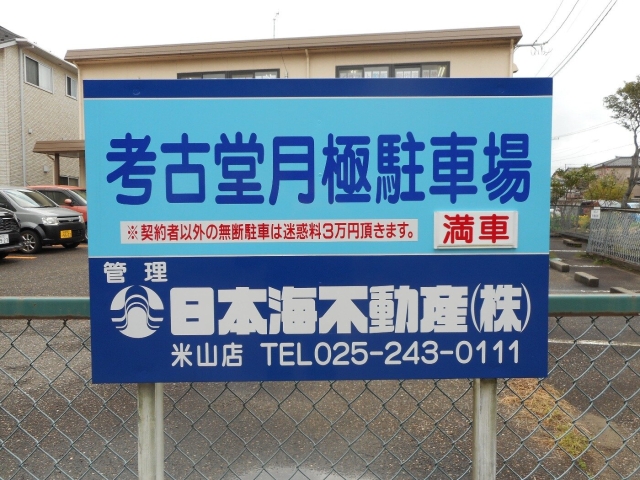 考古堂月極駐車場
※契約者以外の無断駐車は迷惑料3万円頂きます。
満車
管理
日本海不動産(株)
米山店 TEL025-243-0111